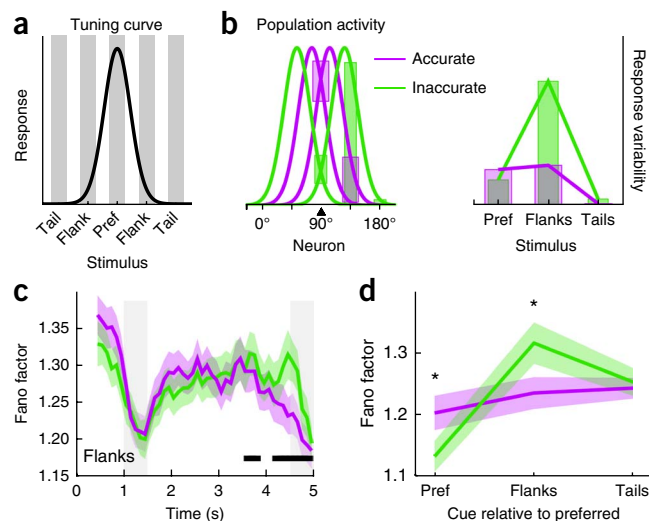 a
Tuning curve
Response
Tail
Flank
Pref
Flank
Tail
Stimulus
b
Population activity
Accurate
Inaccurate
0°
90°
180°
Neuron
Response variability
Pref
Flanks
Tails
Stimulus
c
Fano factor
1.35
1.30
1.25
1.20
1.15
Flanks
0
1
2
3
4
5
Time (s)
d
Fano factor
1.3
1.2
1.1
*
*
Pref
Flanks
Tails
Cue relative to preferred